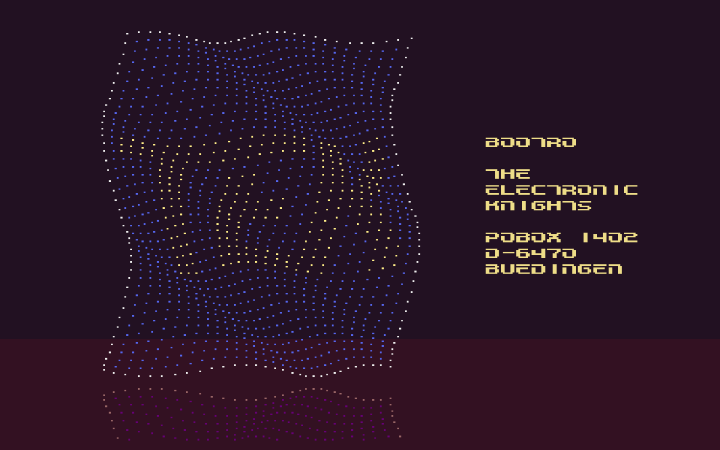 BOOTRO
THE
ELECTRONIC
KNIGHTS
POBOX 1402
D-6470
BUEDINGEN